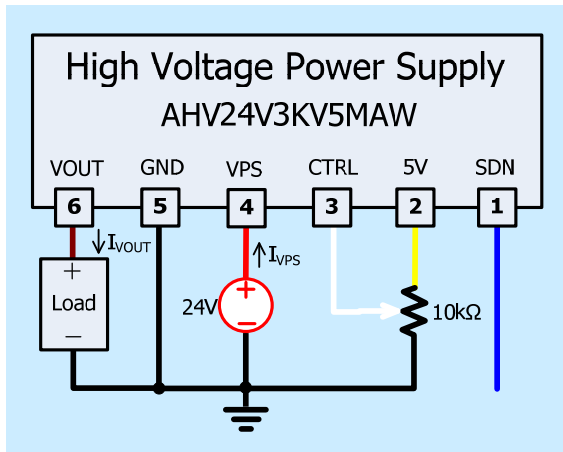 High Voltage Power Supply
AHV24V3KV5MAW
VOUT GND VPS CTRL 5V SDN
6 5 4 3 2 1
↓IVOUT ↑IVPS
+ +
Load 24V 10kΩ
− −